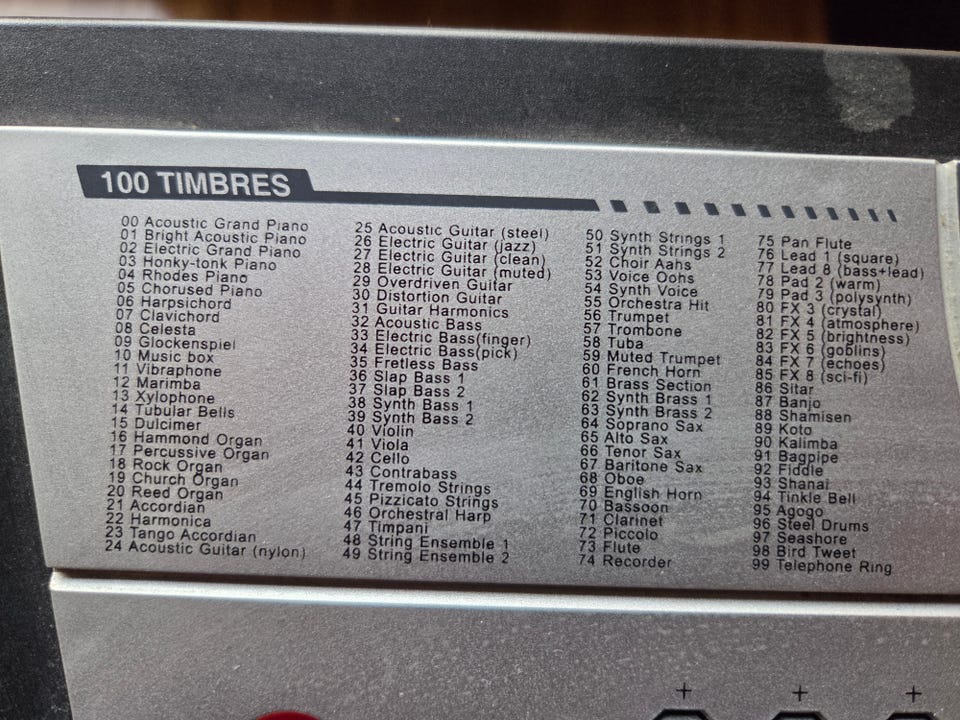 100 TIMBRES
00 Acoustic Grand Piano
01 Bright Acoustic Piano
02 Electric Grand Piano
03 Honky-tonk Piano
04 Rhodes Piano
05 Chorused Piano
06 Harpsichord
07 Clavichord
08 Celesta
09 Glockenspiel
10 Music box
11 Vibraphone
12 Marimba
13 Xylophone
14 Tubular Bells
15 Dulcimer
16 Hammond Organ
17 Percussive Organ
18 Rock Organ
19 Church Organ
20 Reed Organ
21 Accordian
22 Harmonica
23 Tango Accordian
24 Acoustic Guitar (nylon)
25 Acoustic Guitar (steel)
26 Electric Guitar (jazz)
27 Electric Guitar (clean)
28 Electric Guitar (muted)
29 Overdriven Guitar
30 Distortion Guitar
31 Guitar Harmonics
32 Acoustic Bass
33 Electric Bass(finger)
34 Electric Bass(pick)
35 Fretless Bass
36 Slap Bass 1
37 Slap Bass 2
38 Synth Bass 1
39 Synth Bass 2
40 Violin
41 Viola
42 Cello
43 Contrabass
44 Tremolo Strings
45 Pizzicato Strings
46 Orchestral Harp
47 Timpani
48 String Ensemble 1
49 String Ensemble 2
50 Synth Strings 1
51 Synth Strings 2
52 Choir Aahs
53 Voice Oohs
54 Synth Voice
55 Orchestra Hit
56 Trumpet
57 Trombone
58 Tuba
59 Muted Trumpet
60 French Horn
61 Brass Section
62 Synth Brass 1
63 Synth Brass 2
64 Soprano Sax
65 Alto Sax
66 Tenor Sax
67 Baritone Sax
68 Oboe
69 English Horn
70 Bassoon
71 Clarinet
72 Piccolo
73 Flute
74 Recorder
75 Pan Flute
76 Lead 1 (square)
77 Lead 8 (bass+lead)
78 Pad 2 (warm)
79 Pad 3 (polysynth)
80 FX 3 (crystal)
81 FX 4 (atmosphere)
82 FX 5 (brightness)
83 FX 6 (goblins)
84 FX 7 (echoes)
85 FX 8 (sci-fi)
86 Sitar
87 Banjo
88 Shamisen
89 Koto
90 Kalimba
91 Bagpipe
92 Fiddle
93 Shanai
94 Tinkle Bell
95 Agogo
96 Steel Drums
97 Seashore
98 Bird Tweet
99 Telephone Ring
+ + +